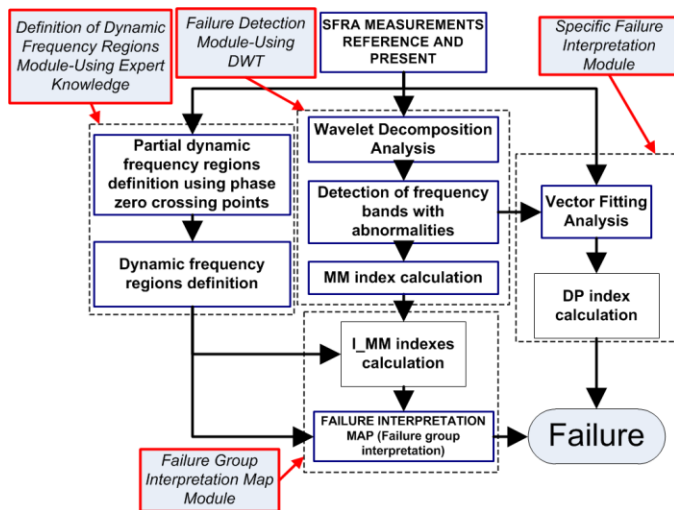 Definition of Dynamic
Frequency Regions
Module-Using Expert
Knowledge
Failure Detection
Module-Using
DWT
SFRA MEASUREMENTS
REFERENCE AND
PRESENT
Specific Failure
Interpretation
Module
Partial dynamic
frequency regions
definition using phase
zero crossing points
Dynamic frequency
regions definition
Wavelet Decomposition
Analysis
Detection of frequency
bands with
abnormalities
MM index calculation
Vector Fitting
Analysis
DP index
calculation
I_MM indexes
calculation
FAILURE INTERPRETATION
MAP (Failure group
interpretation)
Failure
Failure Group
Interpretation Map
Module